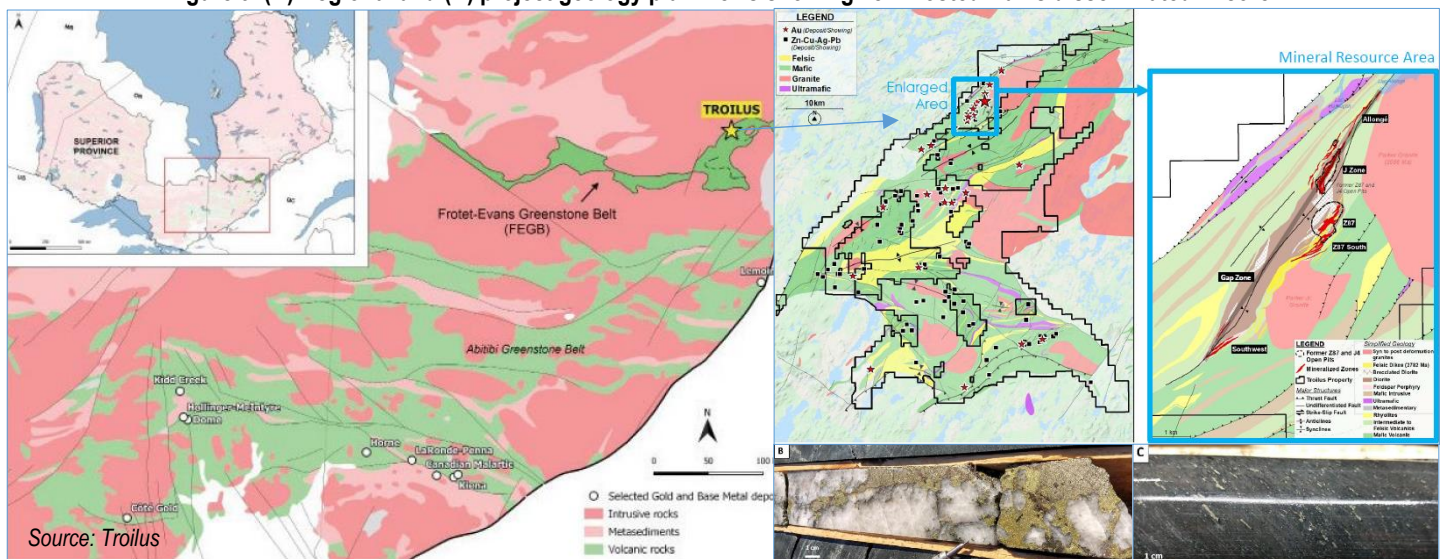 SUPERIOR
PROVINCE
TROILUS
Frotet-Evans Greenstone Belt
(FEGB)
Abitibi Greenstone Belt
Kidd Creek
Hollinger-McIntyre
Dome
Horne
LaRonde-Penna
Canadian Malartic
Kiena
Côté Gold
N
0 50 100
Selected Gold and Base Metal depo
Intrusive rocks
Metasediments
Volcanic rocks
Source: Troilus
LEGEND
Au (Deposit/Showing)
Zn-Cu-Ag-Pb
(Deposit/Showing)
Felsic
Mafic
Granite
Ultramafic
10km
Enlarged
Area
Mineral Resource Area
Allongé
J Zone
Former Z87 and
J4 Open Pits
Z87
Z87 South
Gap Zone
Southwest
1 km
LEGEND
Mineralized Zones
Troilus Property
Major Structures
Thrust Fault
Undifferentiated Fault
Strike-Slip Fault
Anticlines
Synclines
Simplified Geology
Syn to post deformation
granites
Brecciated Diorite
Diorite
Feldspar Porphyry
Mafic Intrusive
Ultramafic
Metasedimentary
Rhyolites
Intermediate to
Felsic Volcanic
Mafic Volcanic
B
1 cm
C
1 cm